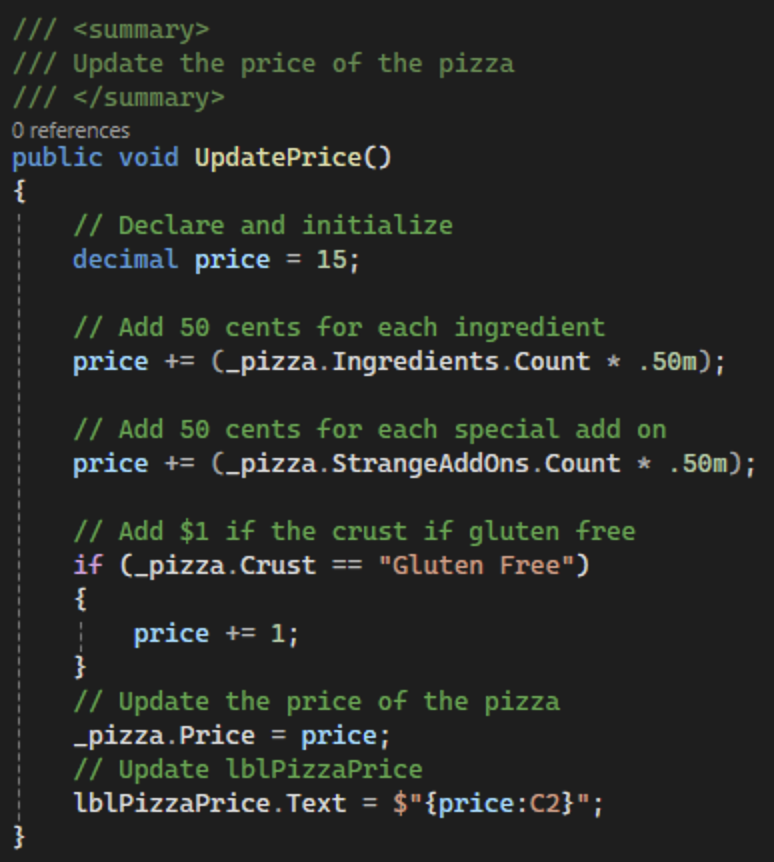 /// <summary>
/// Update the price of the pizza
/// </summary>
0 references
public void UpdatePrice()
{
// Declare and initialize
decimal price = 15;
// Add 50 cents for each ingredient
price += (_pizza.Ingredients.Count * .50m);
// Add 50 cents for each special add on
price += (_pizza.StrangeAddOns.Count * .50m);
// Add $1 if the crust if gluten free
if (_pizza.Crust == "Gluten Free")
{
price += 1;
}
// Update the price of the pizza
_pizza.Price = price;
// Update lblPizzaPrice
lblPizzaPrice.Text = $"{price:C2}";
}